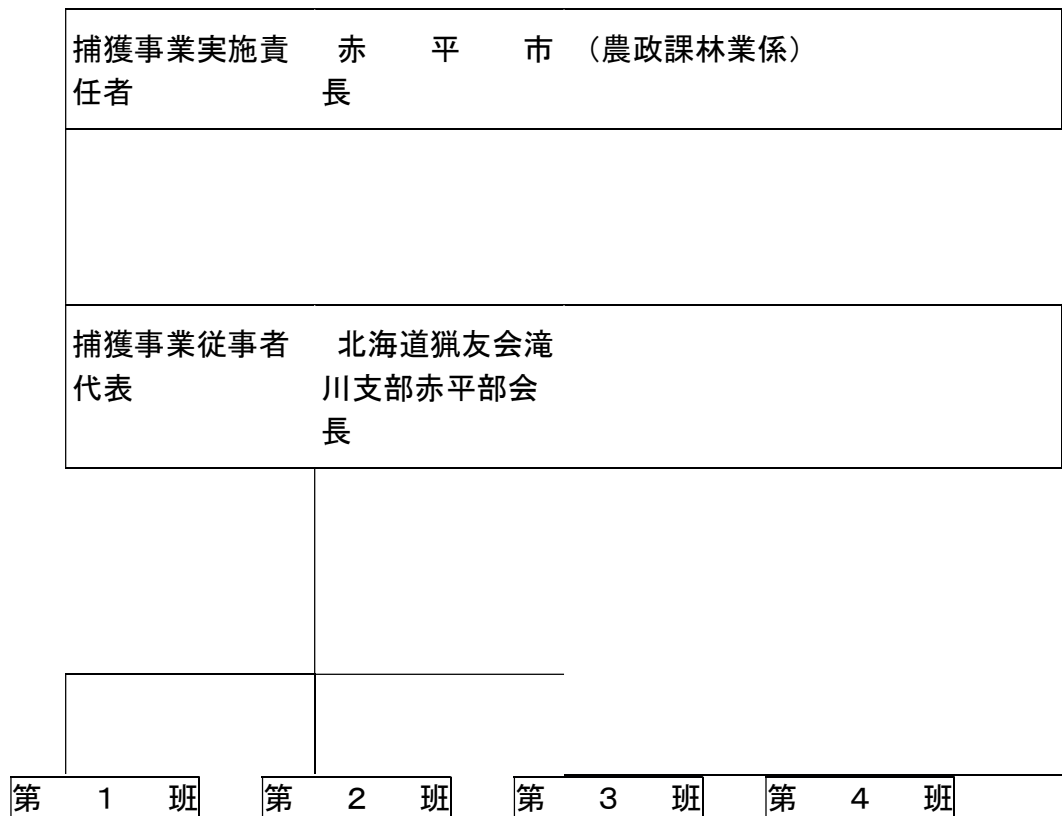 捕獲事業実施責 赤 平 市 (農政課林業係)
任者 長
捕獲事業従事者 北海道猟友会滝
代表 川支部赤平部会
長
第 1 班 第 2 班 第 3 班 第 4 班